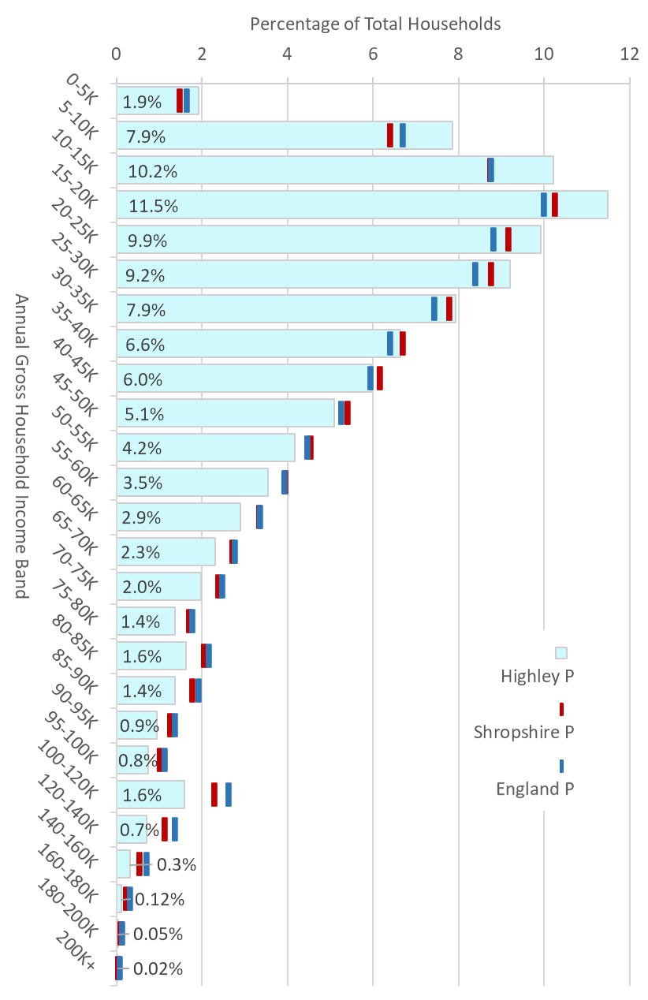 Percentage of Total Households
0 2 4 6 8 10 12
Annual Gross Household Income Band
0-5K 1.9%
5-10K 7.9%
10-15K 10.2%
15-20K 11.5%
20-25K 9.9%
25-30K 9.2%
30-35K 7.9%
35-40K 6.6%
40-45K 6.0%
45-50K 5.1%
50-55K 4.2%
55-60K 3.5%
60-65K 2.9%
65-70K 2.3%
70-75K 2.0%
75-80K 1.4%
80-85K 1.6%
85-90K 1.4%
90-95K 0.9%
95-100K 0.8%
100-120K 1.6%
120-140K 0.7%
140-160K 0.3%
160-180K 0.12%
180-200K 0.05%
200K+ 0.02%
Highley P
Shropshire P
England P